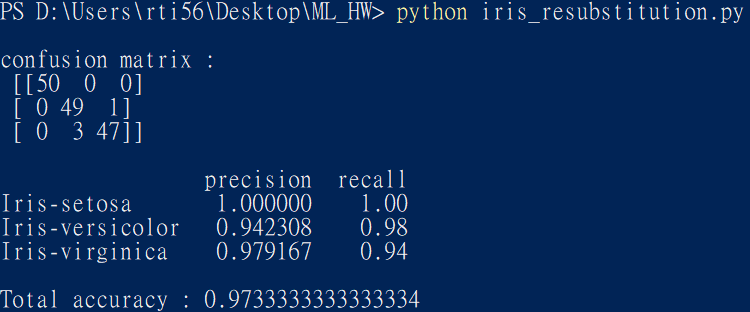 PS D:\Users\rti56\Desktop\ML_HW> python iris_resubstitution.py
confusion matrix :
[[50 0 0]
[ 0 49 1]
[ 0 3 47]]
precision recall
Iris-setosa 1.000000 1.00
Iris-versicolor 0.942308 0.98
Iris-virginica 0.979167 0.94
Total accuracy : 0.9733333333333334